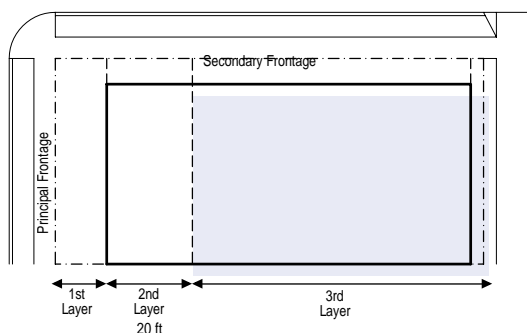 Secondary Frontage
Principal Frontage
1st
Layer
2nd
Layer
20 ft
3rd
Layer